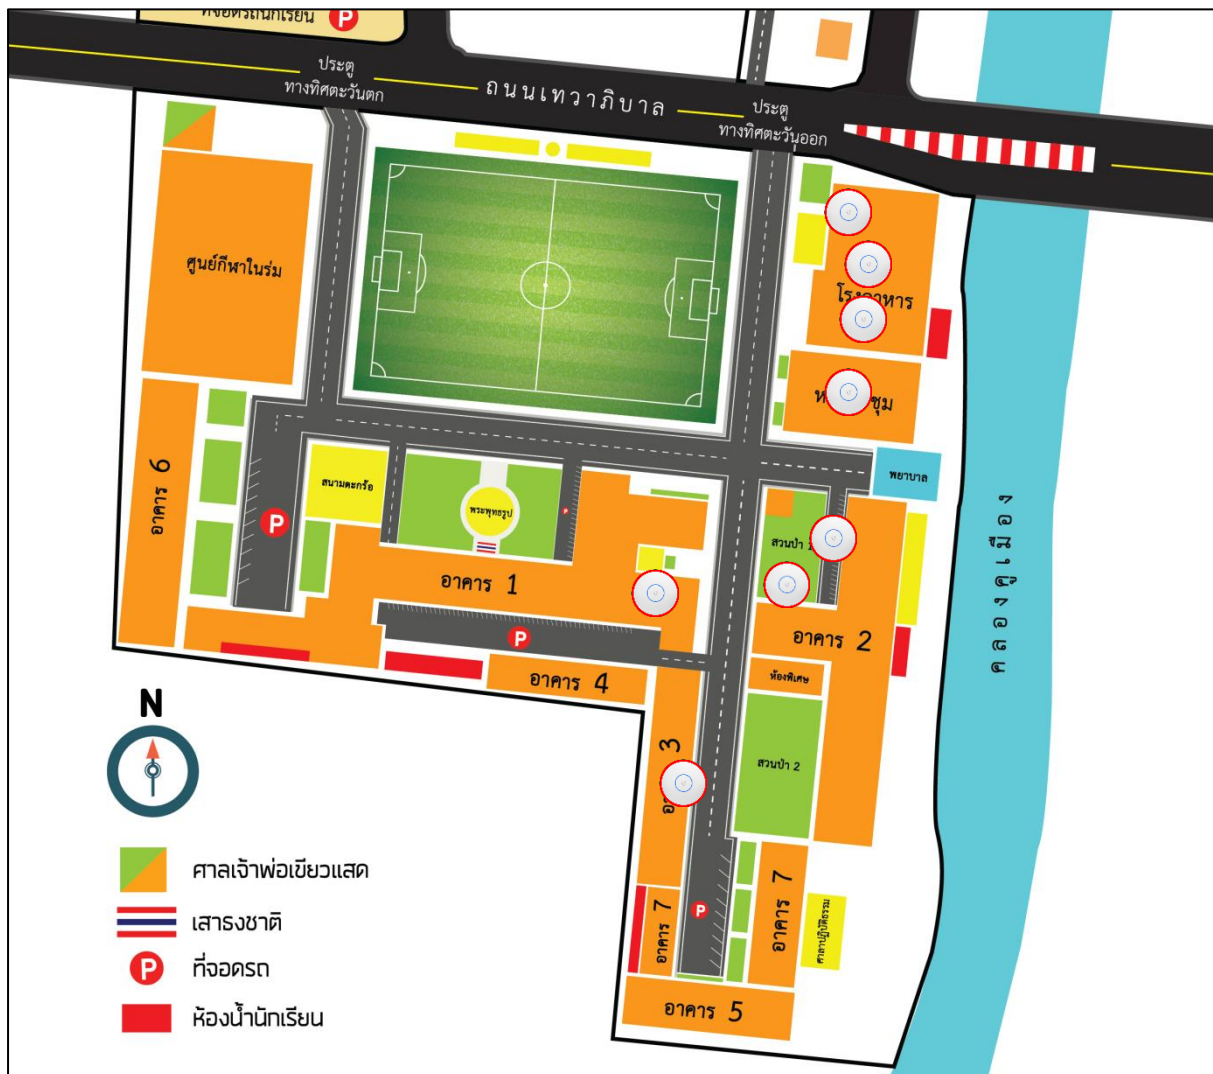 ที่จอดรถนักเรียน P
ประตู
ทางทิศตะวันตก
ถนนเทวาภิบาล
ประตู
ทางทิศตะวันออก
ศูนย์กีฬาในร่ม
พยาบาล
อาคาร 6
สนามตะกร้อ
พระพุทธรูป
P
P
สวนป่า 1
คลองคูเมือง
อาคาร 1
P
อาคาร 2
อาคาร 4
ห้องพิเศษ
3
สวนป่า 2
N
P
อาคาร 7
อาคาร 7
ศาลาปฏิบัติธรรม
อาคาร 5
ศาลเจ้าพ่อเขียวแสด
เสาธงชาติ
P ที่จอดรถ
ห้องน้ำนักเรียน